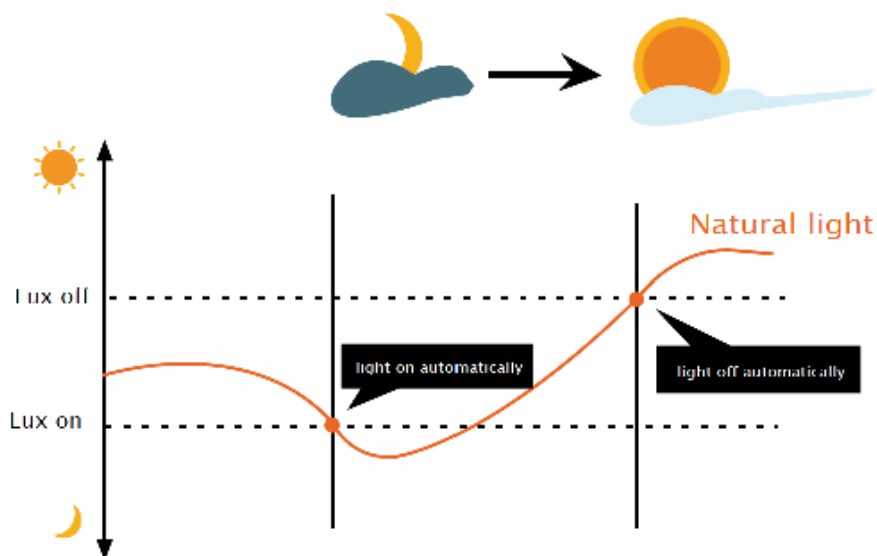 Natural light
Lux off
light on automatically
light off automatically
Lux on